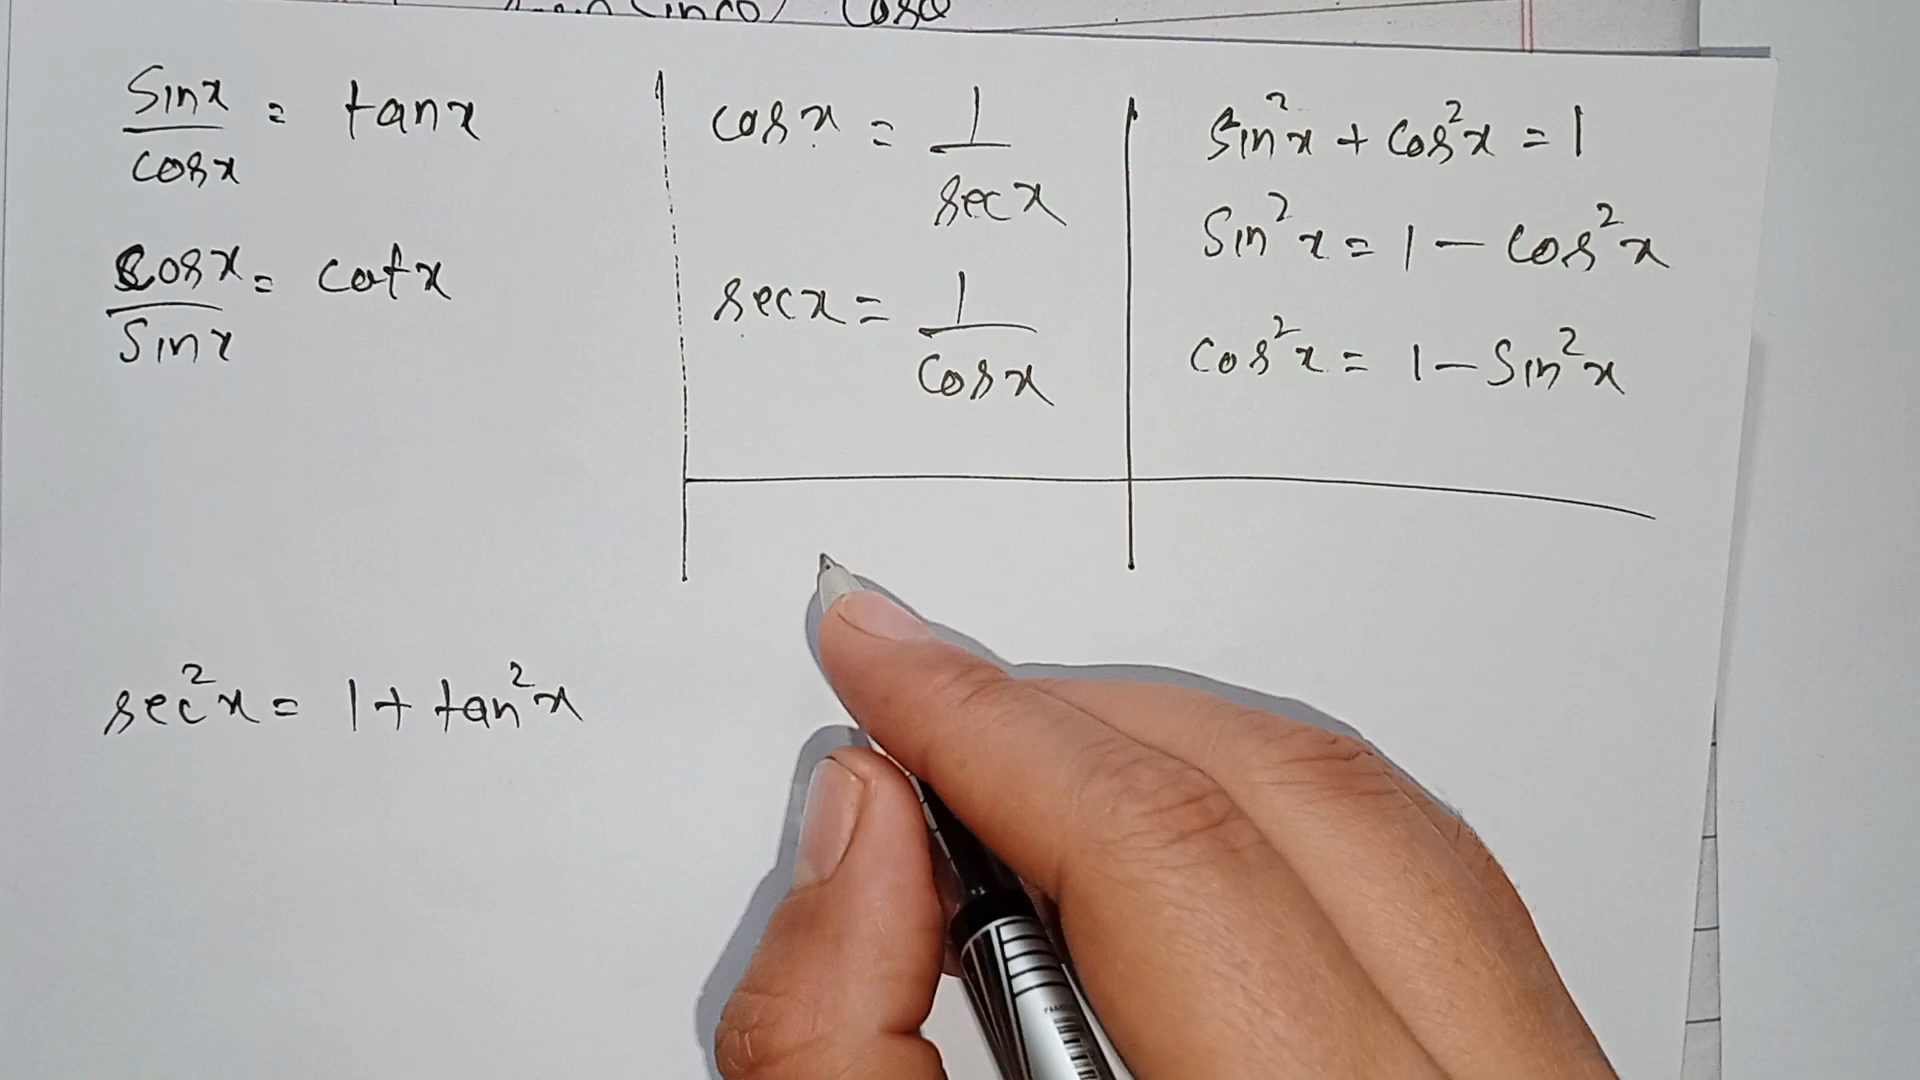 cosθ
sinx / cosx = tanx
cosx / sinx = cotx
cosx = 1 / secx
secx = 1 / cosx
sin²x + cos²x = 1
sin²x = 1 - cos²x
cos²x = 1 - sin²x
sec²x = 1 + tan²x